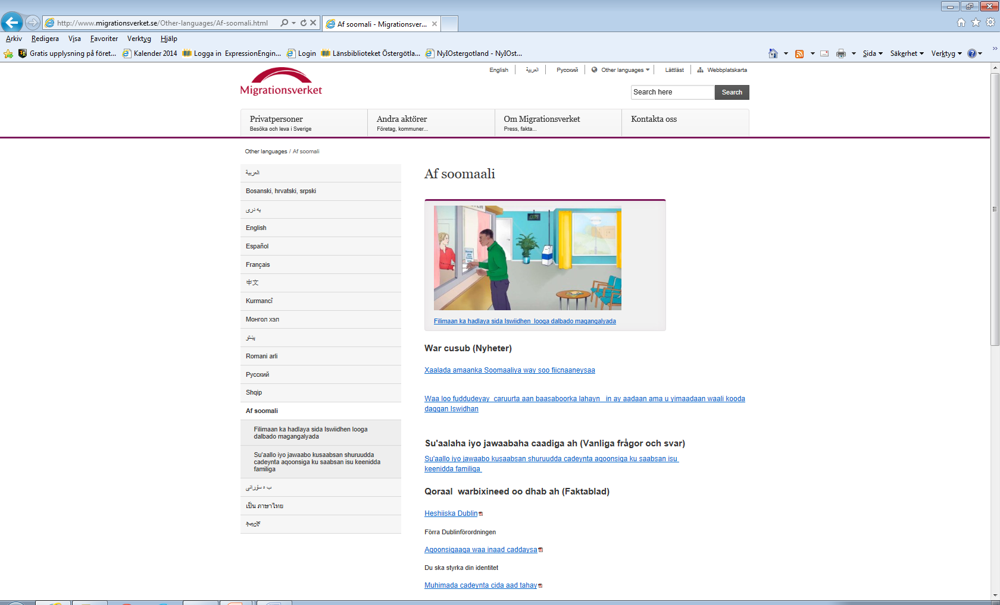 http://www.migrationsverket.se/Other-languages/Af-soomali.html
Af soomali - Migrationsver...
Arkiv Redigera Visa Favoriter Verktyg Hjälp
Gratis upplysning på föret... Kalender 2014 Logga in ExpressionEngin... Login Länsbiblioteket Östergötla... NyIOstergotland - NyIOst...
Sida Säkerhet Verktyg
Migrationsverket
English العربية Русский Other languages Lättläst Webbplatskarta
Search here Search
Privatpersoner
Besöka och leva i Sverige
Andra aktörer
Företag, kommuner...
Om Migrationsverket
Press, fakta...
Kontakta oss
Other languages / Af soomali
العربية
Bosanski, hrvatski, srpski
به دری
English
Español
Français
中文
Kurmancî
Монгол хэл
پښتو
Romani arli
Русский
Shqip
Af soomali
Filimaan ka hadlaya sida Iswiidhen looga
dalbado magangalyada
Su'aallo iyo jawaabo kusaabsan shuruudda
cadeynta aqoonsiga ku saabsan isu keenidda
familiga
ب ه سۆرانی
เป็น ภาษาไทย
ትግርኛ
Af soomaali
Filimaan ka hadlaya sida Iswiidhen looga dalbado magangalyada
War cusub (Nyheter)
Xaalada amaanka Soomaaliya way soo fiicnaaneysaa
Waa loo fuddudeyay caruurta aan baasaboorka lahayn in ay aadaan ama u yimaadaan waali kooda
daggan Iswidhan
Su'aalaha iyo jawaabaha caadiga ah (Vanliga frågor och svar)
Su'aallo iyo jawaabo kusaabsan shuruudda cadeynta aqoonsiga ku saabsan isu
keenidda familiga
Qoraal warbixineed oo dhab ah (Faktablad)
Heshiiska Dublin
Förra Dublinförordningen
Aqoonsigaaga waa inaad caddaysa
Du ska styrka din identitet
Muhimada cadeynta cida aad tahay